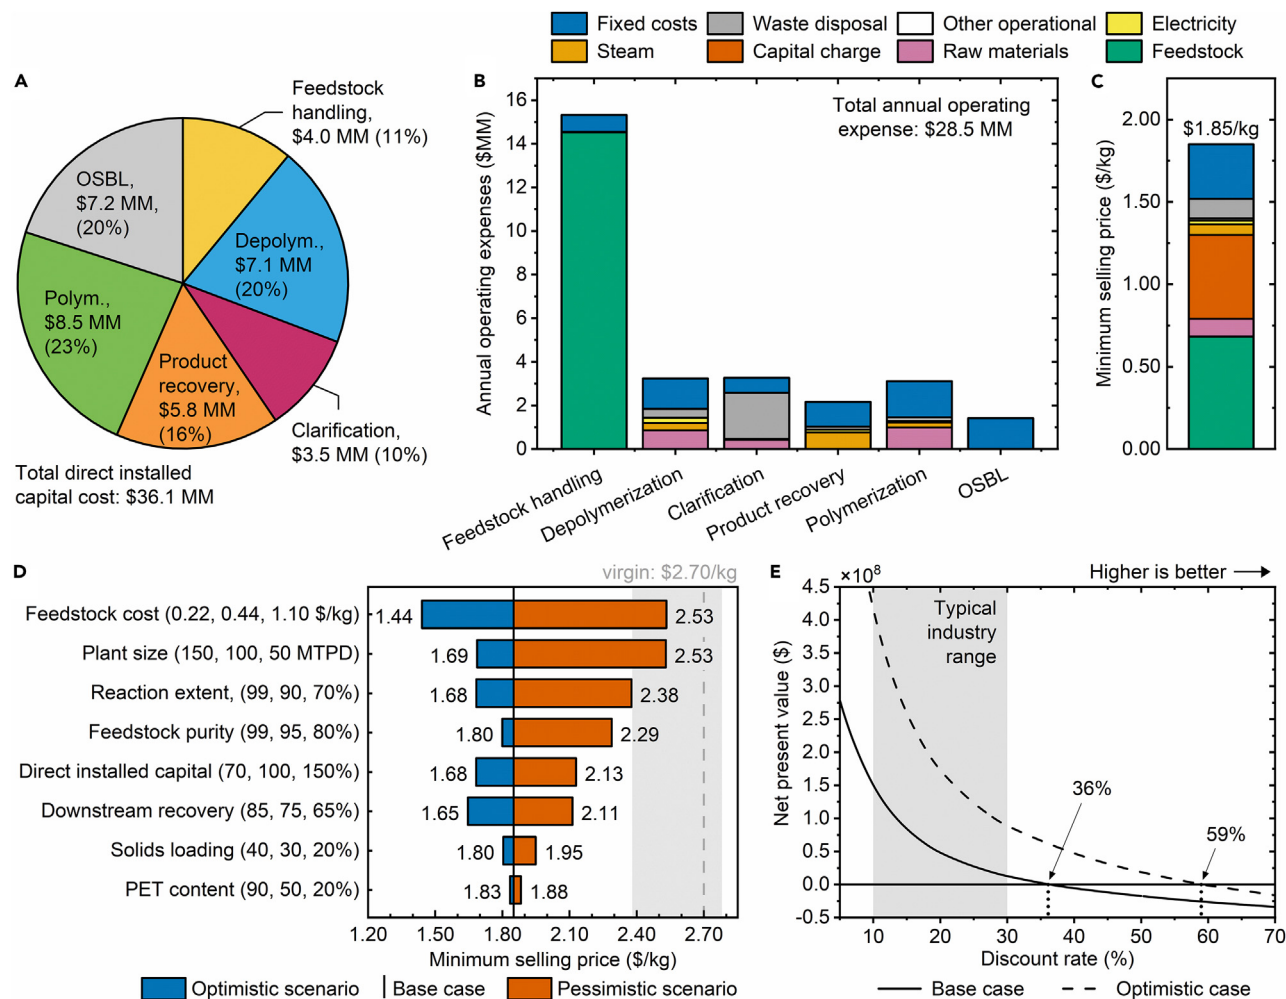 Fixed costs
Waste disposal
Other operational
Electricity
Steam
Capital charge
Raw materials
Feedstock
A
Feedstock
handling,
$4.0 MM (11%)
OSBL,
$7.2 MM,
(20%)
Depolym.,
$7.1 MM
(20%)
Polym.,
$8.5 MM
(23%)
Product
recovery,
$5.8 MM
(16%)
Clarification,
$3.5 MM (10%)
Total direct installed
capital cost: $36.1 MM
B
Annual operating expenses ($MM)
16
14
12
10
8
6
4
2
0
Total annual operating
expense: $28.5 MM
Feedstock handling
Depolymerization
Clarification
Product recovery
Polymerization
OSBL
C
Minimum selling price ($/kg)
2.00
1.50
1.00
0.50
0.00
$1.85/kg
D
virgin: $2.70/kg
Feedstock cost (0.22, 0.44, 1.10 $/kg)
1.44
2.53
Plant size (150, 100, 50 MTPD)
1.69
2.53
Reaction extent, (99, 90, 70%)
1.68
2.38
Feedstock purity (99, 95, 80%)
1.80
2.29
Direct installed capital (70, 100, 150%)
1.68
2.13
Downstream recovery (85, 75, 65%)
1.65
2.11
Solids loading (40, 30, 20%)
1.80
1.95
PET content (90, 50, 20%)
1.83
1.88
1.20 1.50 1.80 2.10 2.40 2.70
Minimum selling price ($/kg)
Optimistic scenario
Base case
Pessimistic scenario
E
×10⁸
Higher is better
Net present value ($)
4.5
4.0
3.5
3.0
2.5
2.0
1.5
1.0
0.5
0.0
-0.5
Typical
industry
range
36%
59%
10 20 30 40 50 60 70
Discount rate (%)
Base case
Optimistic case